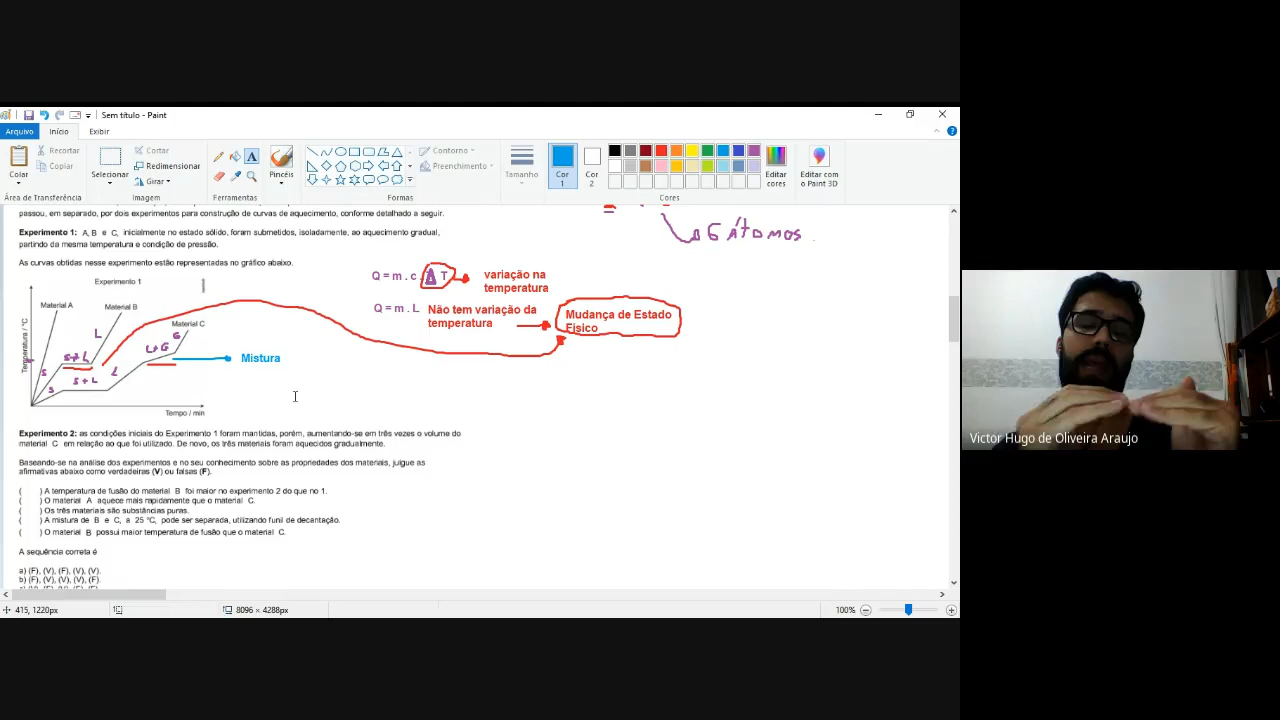 Sem título - Paint
Arquivo Início Exibir
Colar
Recortar
Copiar
Área de Transferência
Selecionar
Cortar
Redimensionar
Girar
Imagem
A
Ferramentas
Pincéis
Contorno
Preenchimento
Formas
Tamanho
Cor 1
Cor 2
Cores
Editar cores
Editar com o Paint 3D
passou, em separado, por dois experimentos para construção de curvas de aquecimento, conforme detalhado a seguir.
Experimento 1: A, B e C, inicialmente no estado sólido, foram submetidos, isoladamente, ao aquecimento gradual,
partindo da mesma temperatura e condição de pressão.
As curvas obtidas nesse experimento estão representadas no gráfico abaixo.
6 átomos
Experimento 1
Material A
Material B
Material C
Temperatura / °C
Tempo / min
S
S
S+L
S+L
L
L
L+G
G
Mistura
Q = m . c Δ T
variação na
temperatura
Q = m . L
Não tem variação da
temperatura
Mudança de Estado
Físico
Experimento 2: as condições iniciais do Experimento 1 foram mantidas, porém, aumentando-se em três vezes o volume do
material C em relação ao que foi utilizado. De novo, os três materiais foram aquecidos gradualmente.
Baseando-se na análise dos experimentos e no seu conhecimento sobre as propriedades dos materiais, julgue as
afirmativas abaixo como verdadeiras (V) ou falsas (F).
( ) A temperatura de fusão do material B foi maior no experimento 2 do que no 1.
( ) O material A aquece mais rapidamente que o material C.
( ) Os três materiais são substâncias puras.
( ) A mistura de B e C, a 25 °C, pode ser separada, utilizando funil de decantação.
( ) O material B possui maior temperatura de fusão que o material C.
A sequência correta é
a) (F), (V), (F), (V), (V).
b) (F), (V), (V), (V), (F).
415, 1220px
8096 × 4288px
100%
Victor Hugo de Oliveira Araujo